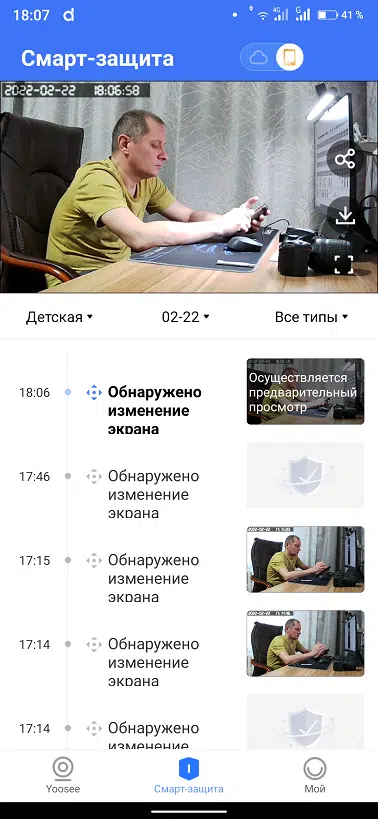 18:07 d 4G G 41 %
Смарт-защита
2022-02-22 18:06:58
Детская 02-22 Все типы
18:06
Обнаружено
изменение
экрана
Осуществляется
предварительный
просмотр
17:46
Обнаружено
изменение
экрана
17:15
Обнаружено
изменение
экрана
17:14
Обнаружено
изменение
экрана
17:14
Обнаружено
изменение
Yoosee Смарт-защита Мой